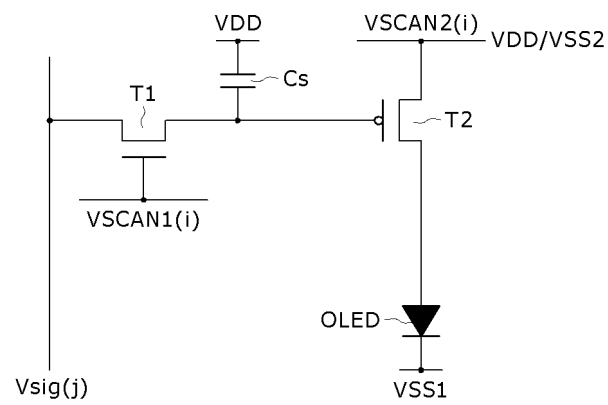 VDD
VSCAN2(i)
VDD/VSS2
Cs
T1
T2
VSCAN1(i)
OLED
Vsig(j)
VSS1